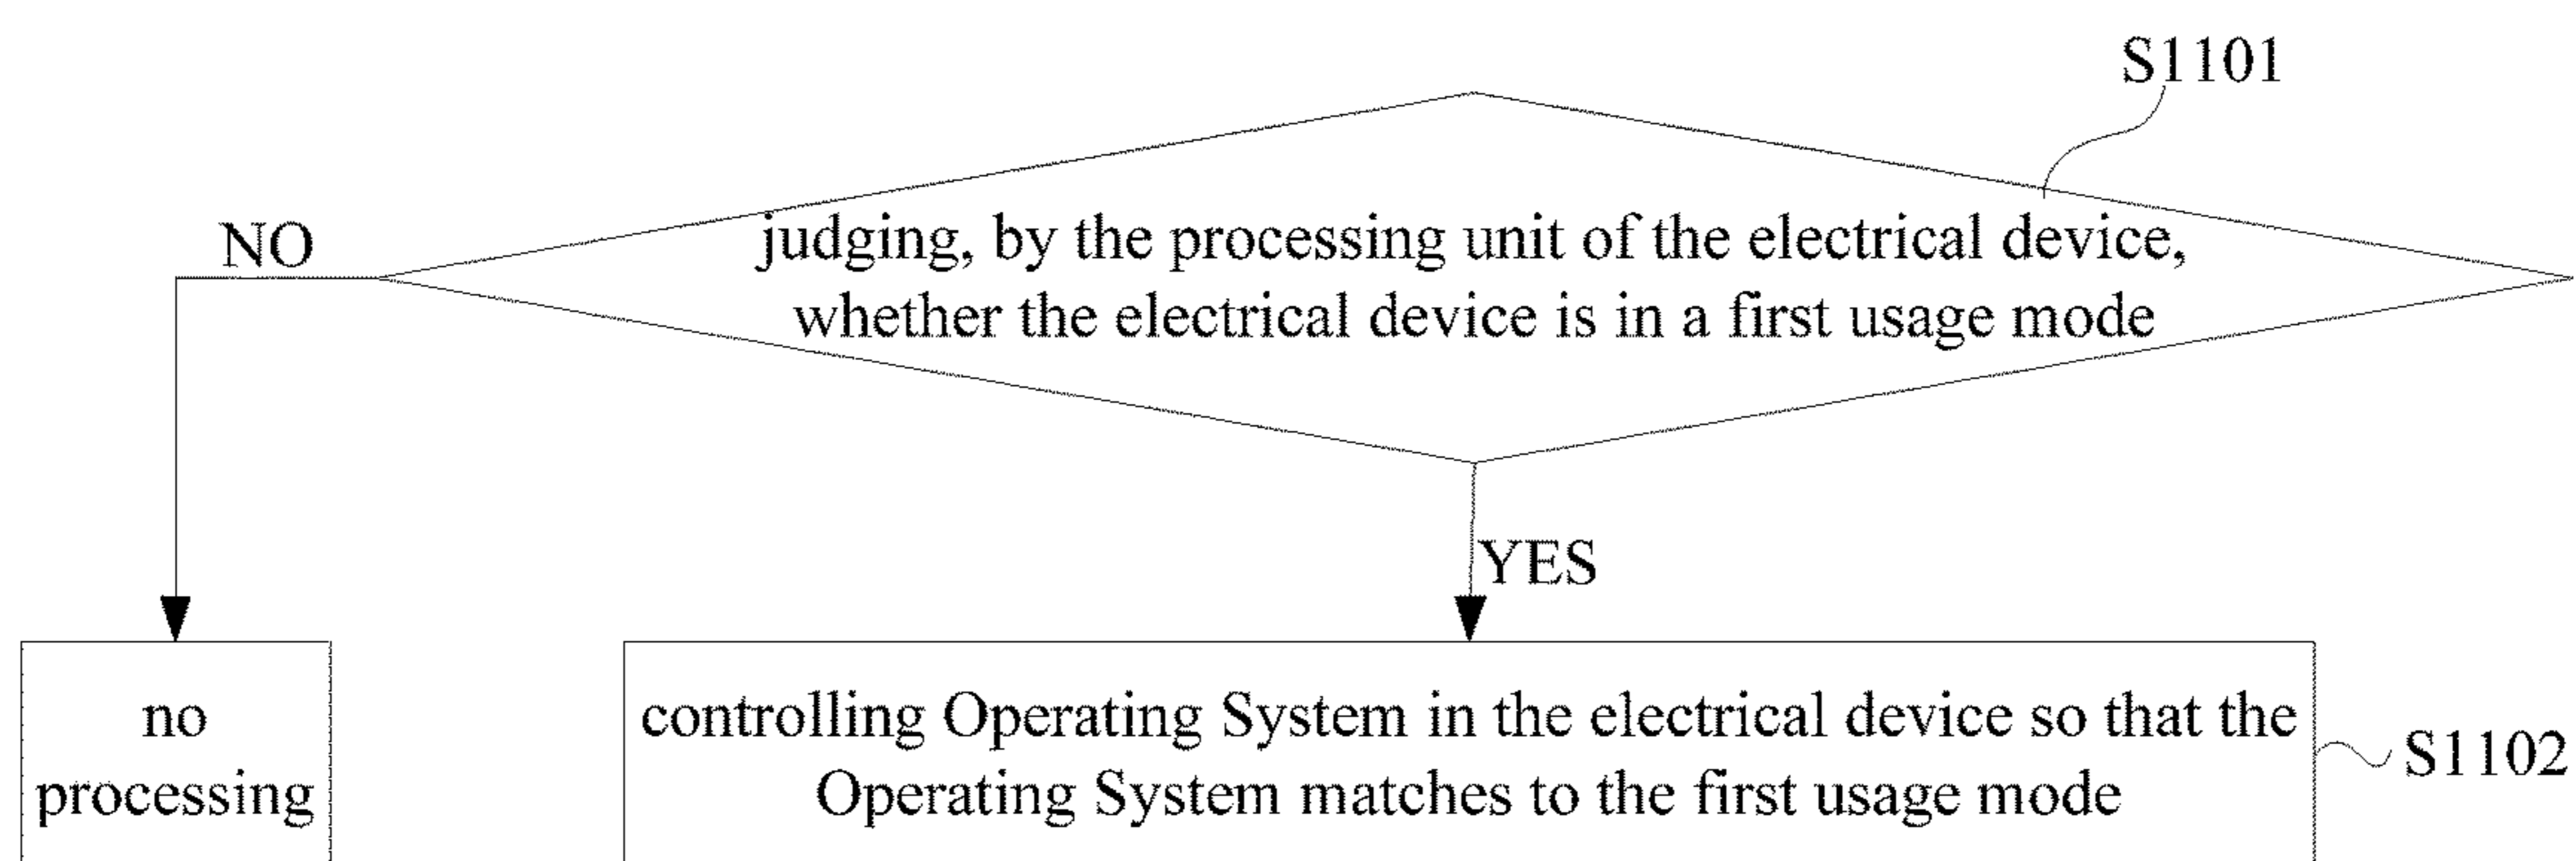 S1101
NO
judging, by the processing unit of the electrical device,
whether the electrical device is in a first usage mode
YES
no
processing
controlling Operating System in the electrical device so that the
Operating System matches to the first usage mode
S1102